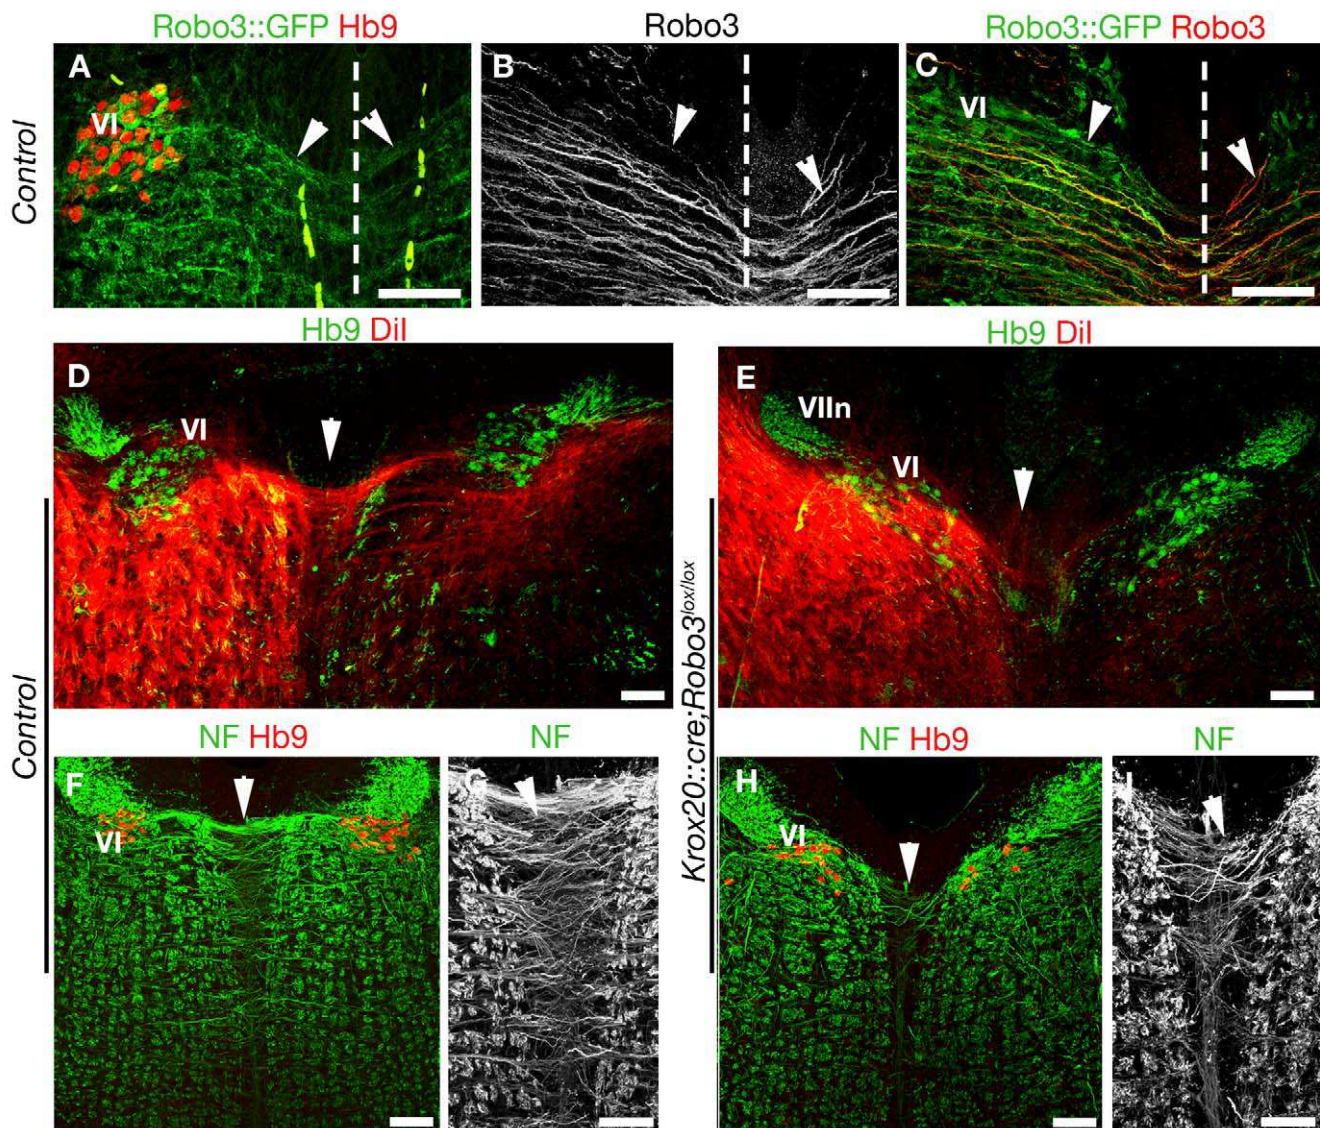 Robo3::GFP Hb9
Robo3
Robo3::GFP Robo3
Control
A
VI
B
C
VI
Hb9 DiI
Hb9 DiI
D
VI
E
VIIn
VI
Control
Krox20::cre;Robo3lox/lox
NF Hb9
NF
NF Hb9
NF
F
VI
H
VI
I